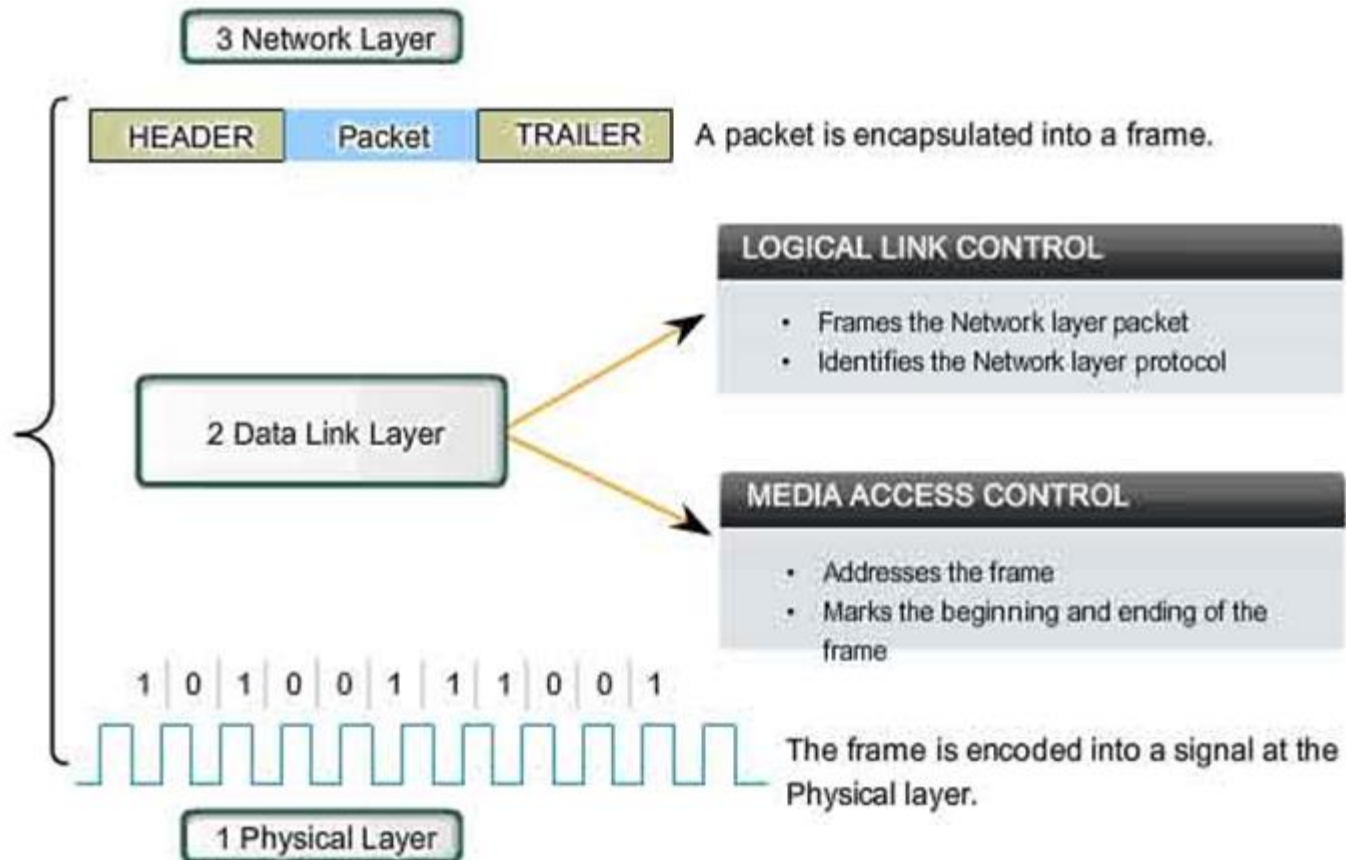 3 Network Layer
HEADER Packet TRAILER
A packet is encapsulated into a frame.
LOGICAL LINK CONTROL
• Frames the Network layer packet
• Identifies the Network layer protocol
2 Data Link Layer
MEDIA ACCESS CONTROL
• Addresses the frame
• Marks the beginning and ending of the
frame
1 0 1 0 0 1 1 1 0 0 1
The frame is encoded into a signal at the
Physical layer.
1 Physical Layer